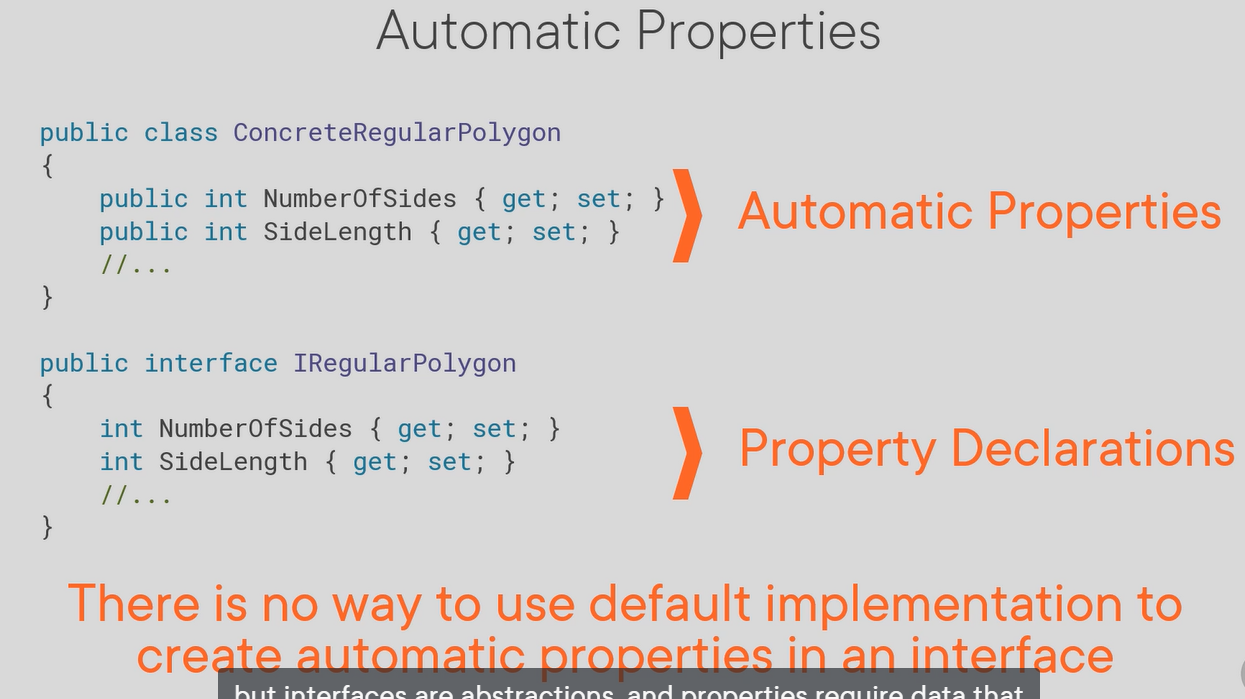 Automatic Properties
public class ConcreteRegularPolygon
{
    public int NumberOfSides { get; set; }
    public int SideLength { get; set; }
    //...
}
Automatic Properties
public interface IRegularPolygon
{
    int NumberOfSides { get; set; }
    int SideLength { get; set; }
    //...
}
Property Declarations
There is no way to use default implementation to
create automatic properties in an interface
but interfaces are abstractions, and properties require data that